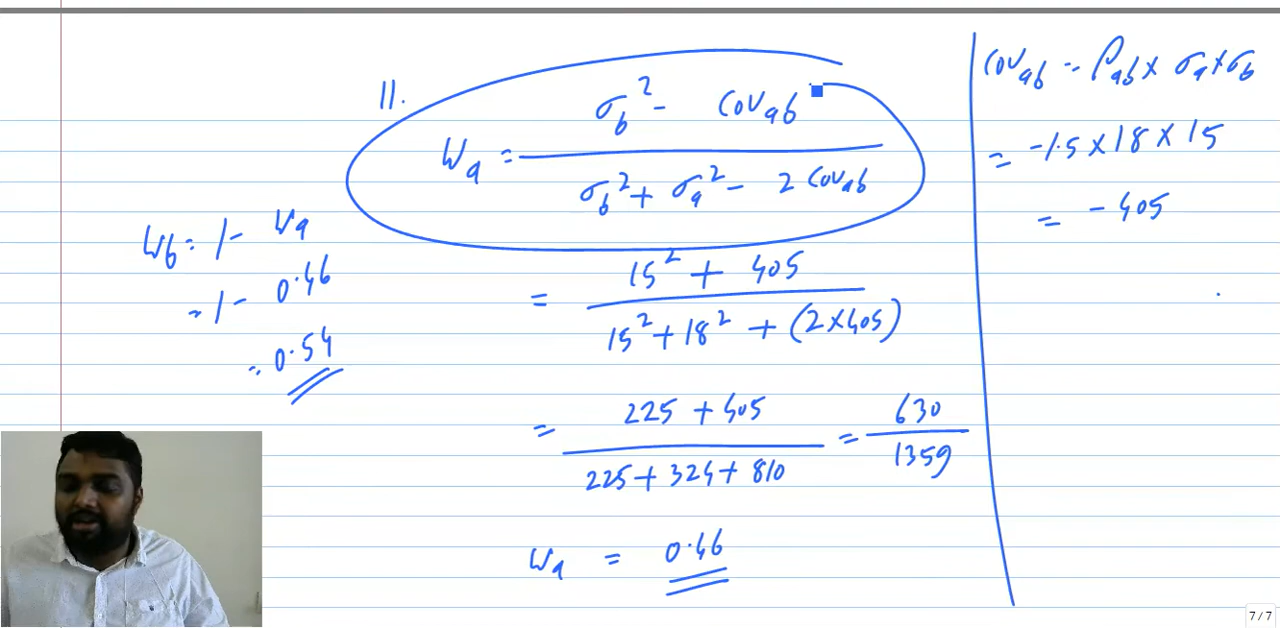 11.
Wa = σb² - Covab
σb² + σa² - 2 Covab
Wb = 1 - Wa
= 1 - 0.46
= 0.54
= 15² + 405
15² + 18² + (2×405)
= 225 + 405
225 + 324 + 810
= 630
1359
Wa = 0.46
Covab = ρab × σa × σb
= -1.5 × 18 × 15
= -405
7 / 7